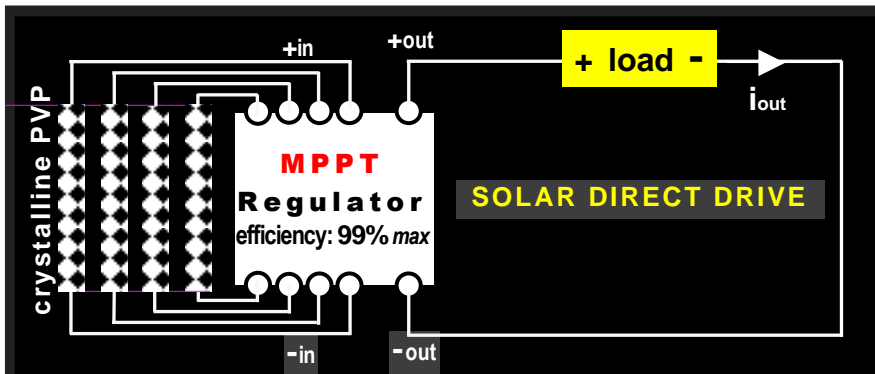 +in
+out
+ load -
iout
crystalline PVP
MPPT
Regulator
efficiency: 99% max
SOLAR DIRECT DRIVE
-in
-out